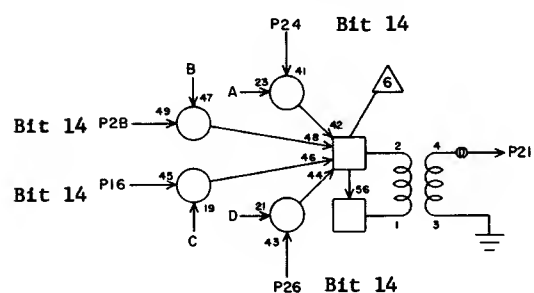 P24 Bit 14
6
B
A 23 41
47
Bit 14 P2B 49
42
48
2 4
P21
46
Bit 14 P16 45
44
56
19
D 21
1 3
C
43
P26 Bit 14